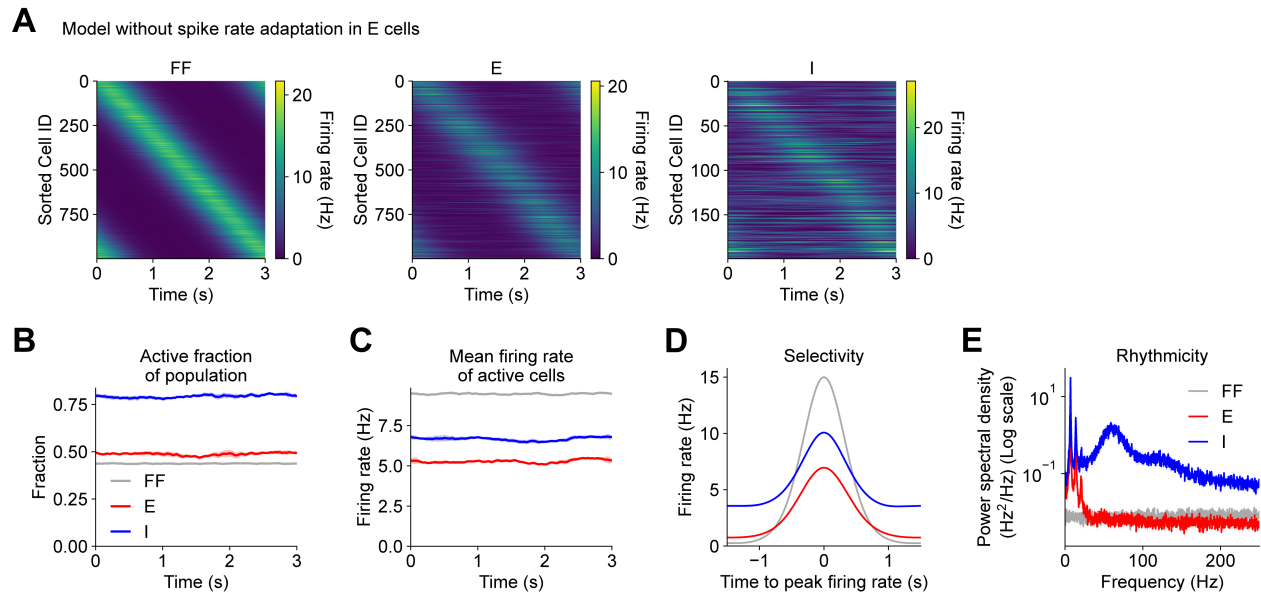 A
Model without spike rate adaptation in E cells
FF
0
250
500
750
Sorted Cell ID
0
1
2
3
Time (s)
20
10
0
Firing rate (Hz)
E
0
250
500
750
Sorted Cell ID
0
1
2
3
Time (s)
20
10
0
Firing rate (Hz)
I
0
50
100
150
Sorted Cell ID
0
1
2
3
Time (s)
20
10
0
Firing rate (Hz)
B
Active fraction
of population
0.75
0.50
0.25
0.00
Fraction
FF
E
I
0
1
2
3
Time (s)
C
Mean firing rate
of active cells
7.5
5.0
2.5
0.0
Firing rate (Hz)
0
1
2
3
Time (s)
D
Selectivity
15
10
5
0
Firing rate (Hz)
−1
0
1
Time to peak firing rate (s)
E
Rhythmicity
10¹
10⁻¹
Power spectral density
(Hz²/Hz) (Log scale)
FF
E
I
0
100
200
Frequency (Hz)